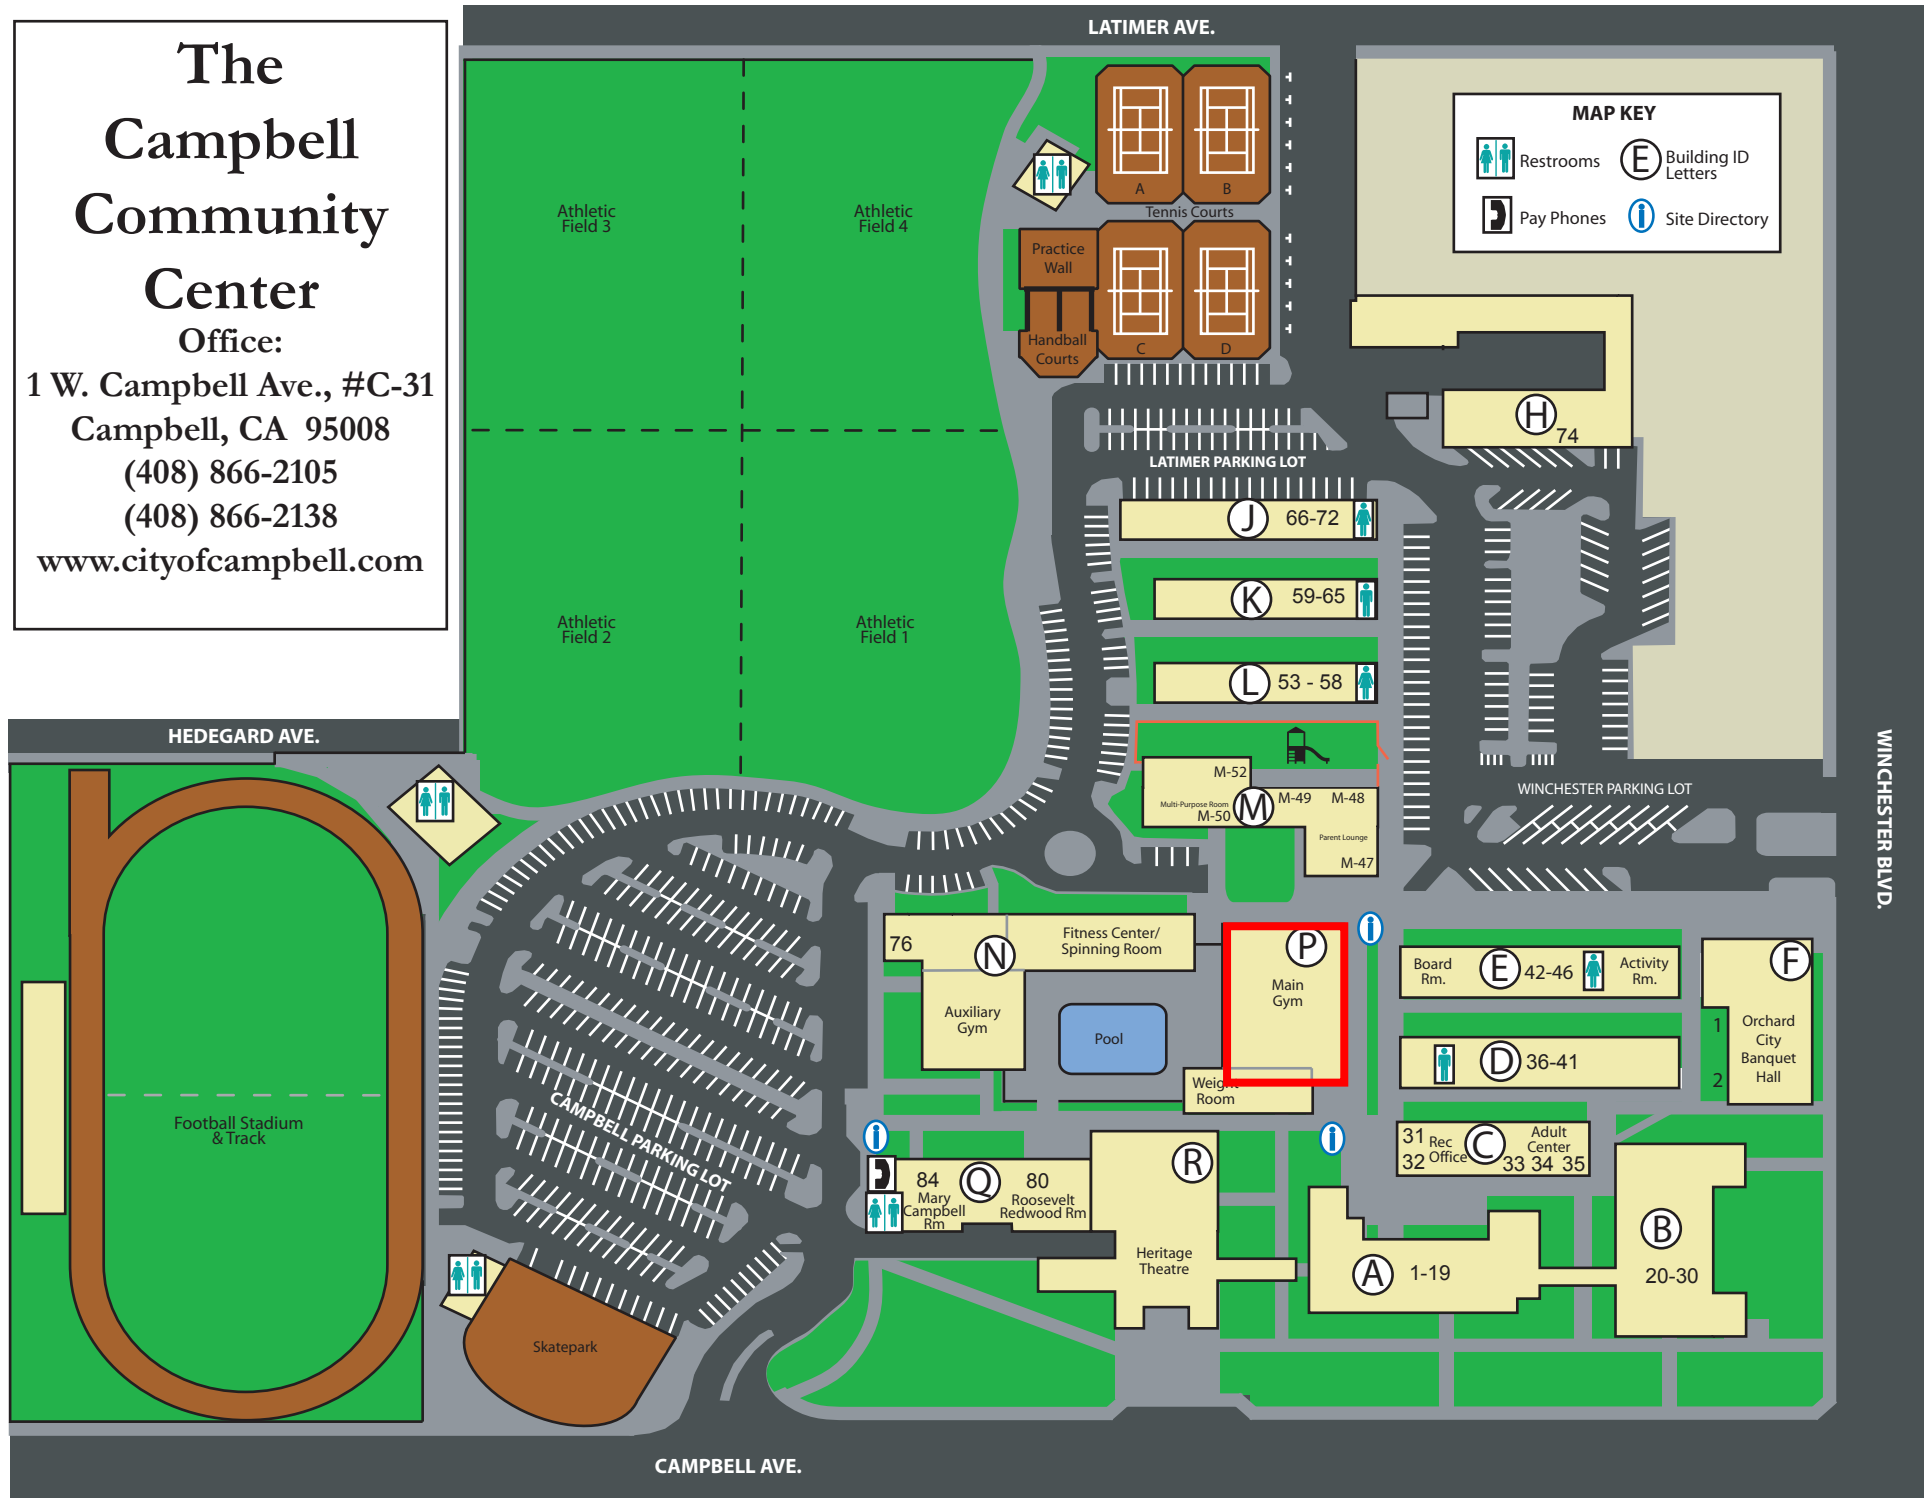 The
Campbell
Community
Center
Office:
1 W. Campbell Ave., #C-31
Campbell, CA  95008
(408) 866-2105
(408) 866-2138
www.cityofcampbell.com
LATIMER AVE.
MAP KEY
Restrooms
E
Building ID
Letters
Pay Phones
i
Site Directory
Athletic
Field 3
Athletic
Field 4
A
B
Tennis Courts
Practice
Wall
Handball
Courts
C
D
H
74
LATIMER PARKING LOT
J
66-72
K
59-65
L
53 - 58
Athletic
Field 2
Athletic
Field 1
HEDEGARD AVE.
M-52
Multi-Purpose Room
M-50
M
M-49
M-48
Parent Lounge
M-47
WINCHESTER PARKING LOT
WINCHESTER BLVD.
76
N
Fitness Center/
Spinning Room
Auxiliary
Gym
Pool
P
Main
Gym
Weight
Room
i
Board
Rm.
E
42-46
Activity
Rm.
F
1
Orchard
City
Banquet
Hall
2
D
36-41
Football Stadium
& Track
CAMPBELL PARKING LOT
i
i
31
Rec
Office
32
C
Adult
Center
33 34 35
84
Mary
Campbell
Rm
Q
80
Roosevelt
Redwood Rm
R
Heritage
Theatre
A
1-19
B
20-30
Skatepark
CAMPBELL AVE.